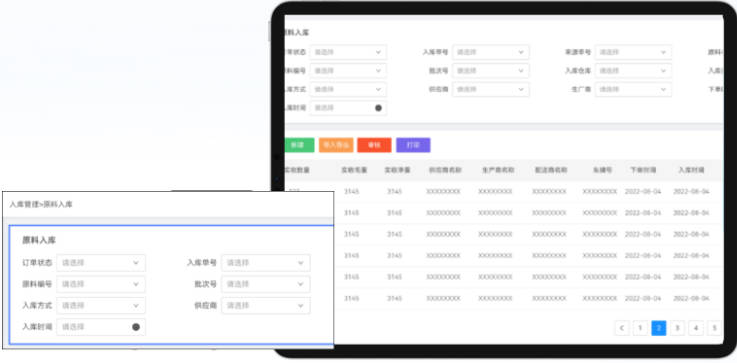 原料入库
订单状态 请选择 入库单号 请选择 来源单号 请选择
原料编号 请选择 批次号 请选择 入库仓库 请选择
入库方式 请选择 供应商 请选择 生产商 请选择
入库时间 请选择
新建 导入导出 审核 打印
实收数量 实收毛重 实收净重 供应商名称 生产商名称 配送商名称 车牌号 下单时间 入库时间
3145 3145 XXXXXXXX XXXXXXXX XXXXXXXX XXXXXXXX 2022-08-04 2022-08-04
3145 3145 XXXXXXXX XXXXXXXX XXXXXXXX XXXXXXXX 2022-08-04 2022-08-04
3145 3145 XXXXXXXX XXXXXXXX XXXXXXXX XXXXXXXX 2022-08-04 2022-08-04
3145 3145 XXXXXXXX XXXXXXXX XXXXXXXX XXXXXXXX 2022-08-04 2022-08-04
3145 3145 XXXXXXXX XXXXXXXX XXXXXXXX XXXXXXXX 2022-08-04 2022-08-04
3145 3145 XXXXXXXX XXXXXXXX XXXXXXXX XXXXXXXX 2022-08-04 2022-08-04
< 1 2 3 4 5
入库管理>原料入库
原料入库
订单状态 请选择 入库单号 请选择
原料编号 请选择 批次号 请选择
入库方式 请选择 供应商 请选择
入库时间 请选择